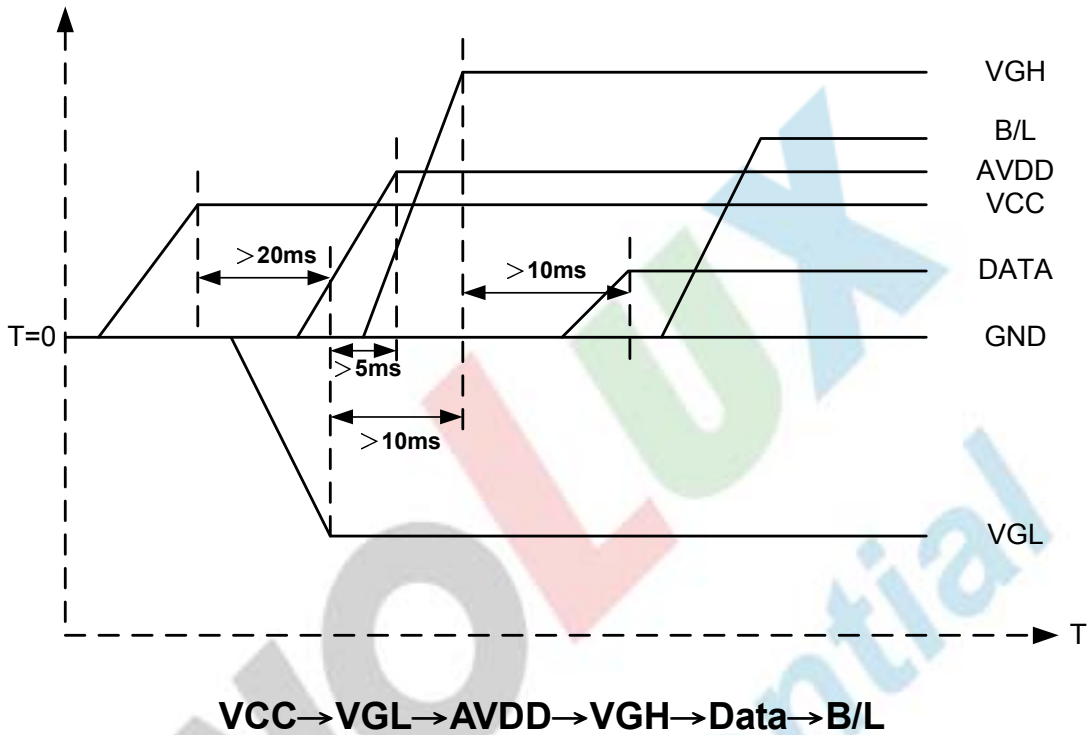 VGH
B/L
AVDD
VCC
>20ms
>10ms
DATA
T=0
GND
>5ms
>10ms
VGL
T
VCC→VGL→AVDD→VGH→Data→B/L